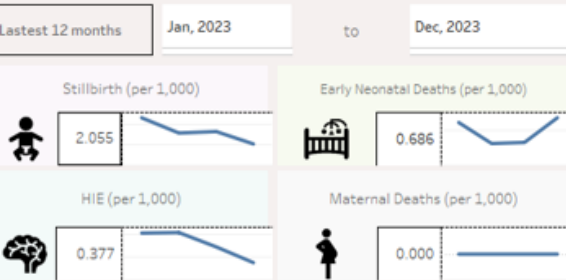 Lastest 12 months
Jan, 2023
to
Dec, 2023
Stillbirth (per 1,000)
Early Neonatal Deaths (per 1,000)
2.055
0.686
HIE (per 1,000)
Maternal Deaths (per 1,000)
0.377
0.000